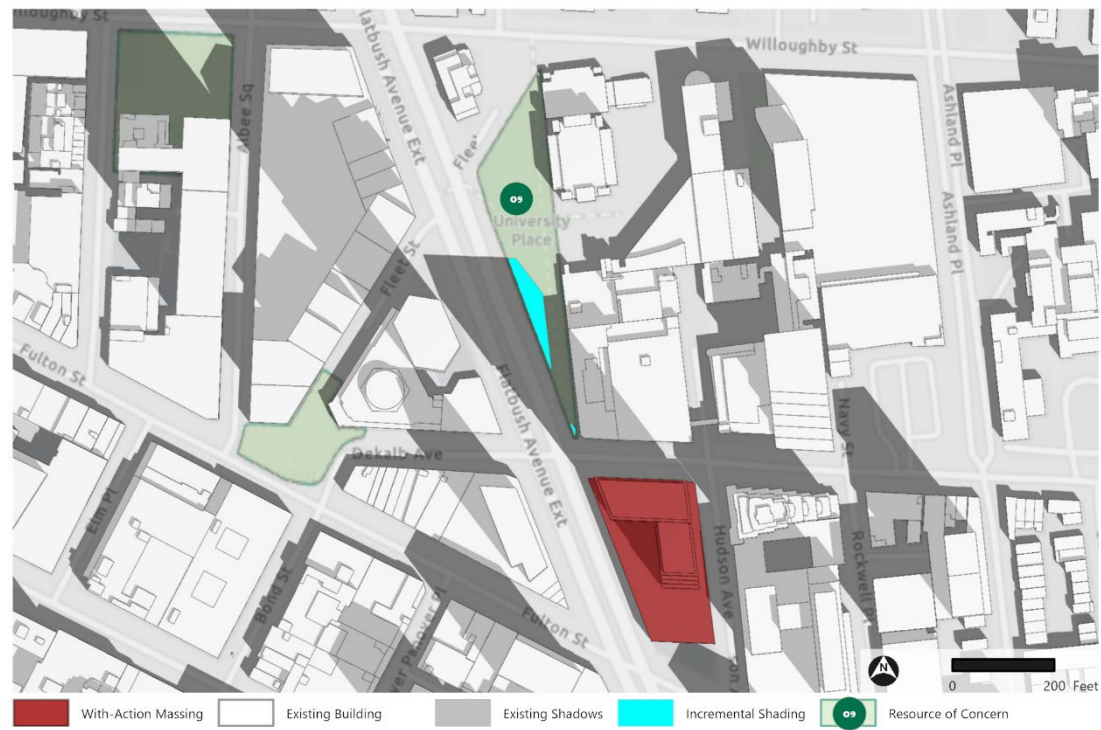 Willoughby St
Flatbush Avenue Ext
Willoughby St
Albee Sq
Ashland Pl
09
University
Place
Ashland Pl
Fleet St
Fulton St
Flatbush Avenue Ext
Dekalb Ave
Navy St
Elm Pl
Hudson Ave
Rockwell Pl
Bond St
Fulton St
N
0 200 Feet
With-Action Massing Existing Building Existing Shadows Incremental Shading 09 Resource of Concern